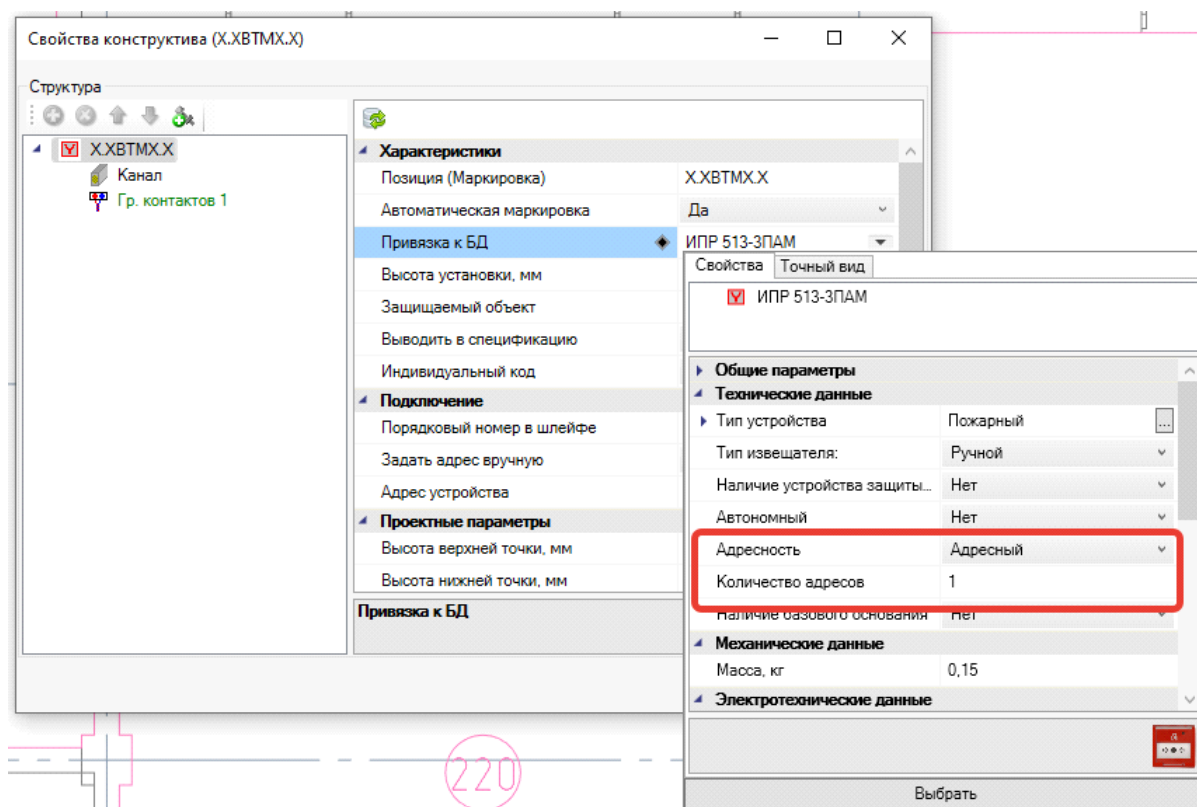 Свойства конструктива (X.XBTMX.X)
Структура
X.XBTMX.X
Канал
Гр. контактов 1
Характеристики
Позиция (Маркировка) X.XBTMX.X
Автоматическая маркировка Да
Привязка к БД ИПР 513-3ПАМ
Высота установки, мм
Защищаемый объект
Выводить в спецификацию
Индивидуальный код
Подключение
Порядковый номер в шлейфе
Задать адрес вручную
Адрес устройства
Проектные параметры
Высота верхней точки, мм
Высота нижней точки, мм
Привязка к БД
Свойства Точный вид
ИПР 513-3ПАМ
Общие параметры
Технические данные
Тип устройства Пожарный ...
Тип извещателя: Ручной
Наличие устройства защиты... Нет
Автономный Нет
Адресность Адресный
Количество адресов 1
Наличие базового основания Нет
Механические данные
Масса, кг 0,15
Электротехнические данные
Выбрать
220